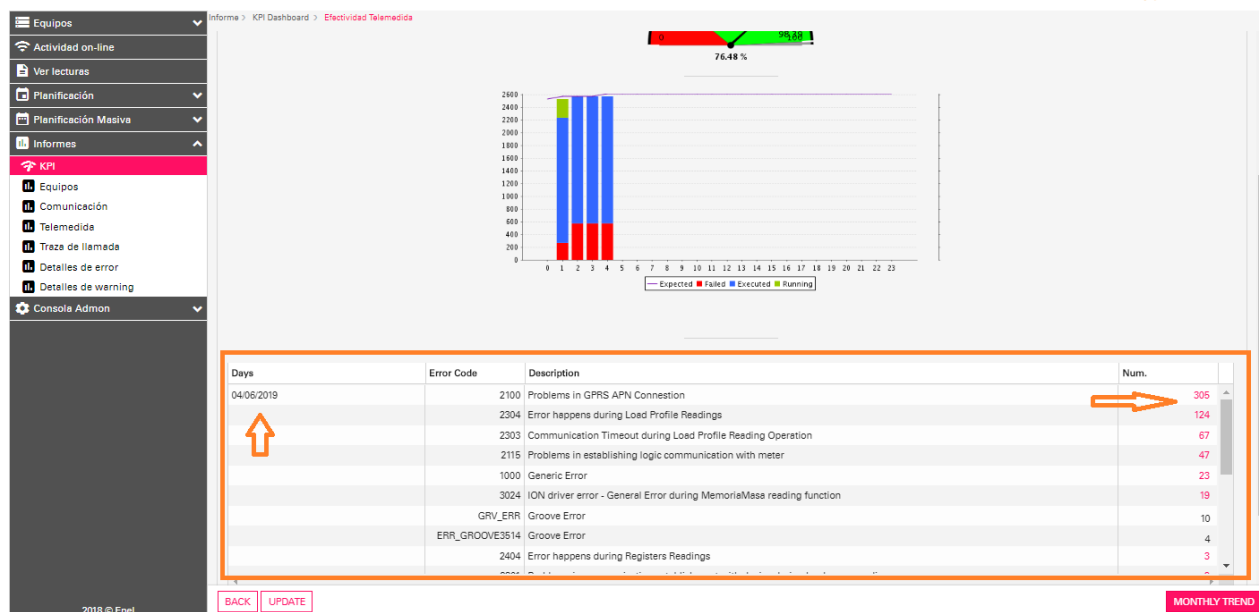 Informe > KPI Dashboard > Efectividad Telemedida
Equipos
Actividad on-line
Ver lecturas
Planificación
Planificación Masiva
Informes
KPI
Equipos
Comunicación
Telemedida
Traza de llamada
Detalles de error
Detalles de warning
Consola Admon
2018 © Enel
0 98.39 100
76.48 %
2600
2400
2200
2000
1800
1600
1400
1200
1000
800
600
400
200
0
0 1 2 3 4 5 6 7 8 9 10 11 12 13 14 15 16 17 18 19 20 21 22 23
Expected Failed Executed Running
Days Error Code Description Num.
04/06/2019 2100 Problems in GPRS APN Connestion 305
2304 Error happens during Load Profile Readings 124
2303 Communication Timeout during Load Profile Reading Operation 67
2115 Problems in establishing logic communication with meter 47
1000 Generic Error 23
3024 ION driver error - General Error during MemoriaMasa reading function 19
GRV_ERR Groove Error 10
ERR_GROOVE3514 Groove Error 4
2404 Error happens during Registers Readings 3
BACK UPDATE MONTHLY TREND